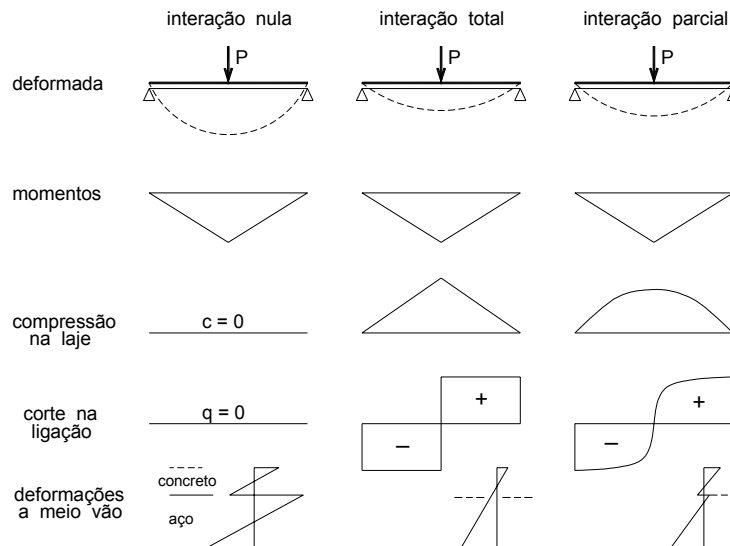 interação nula
interação total
interação parcial
deformada
P
P
P
momentos
compressão
na laje
c = 0
corte na
ligação
q = 0
+
−
+
−
deformações
a meio vão
concreto
aço